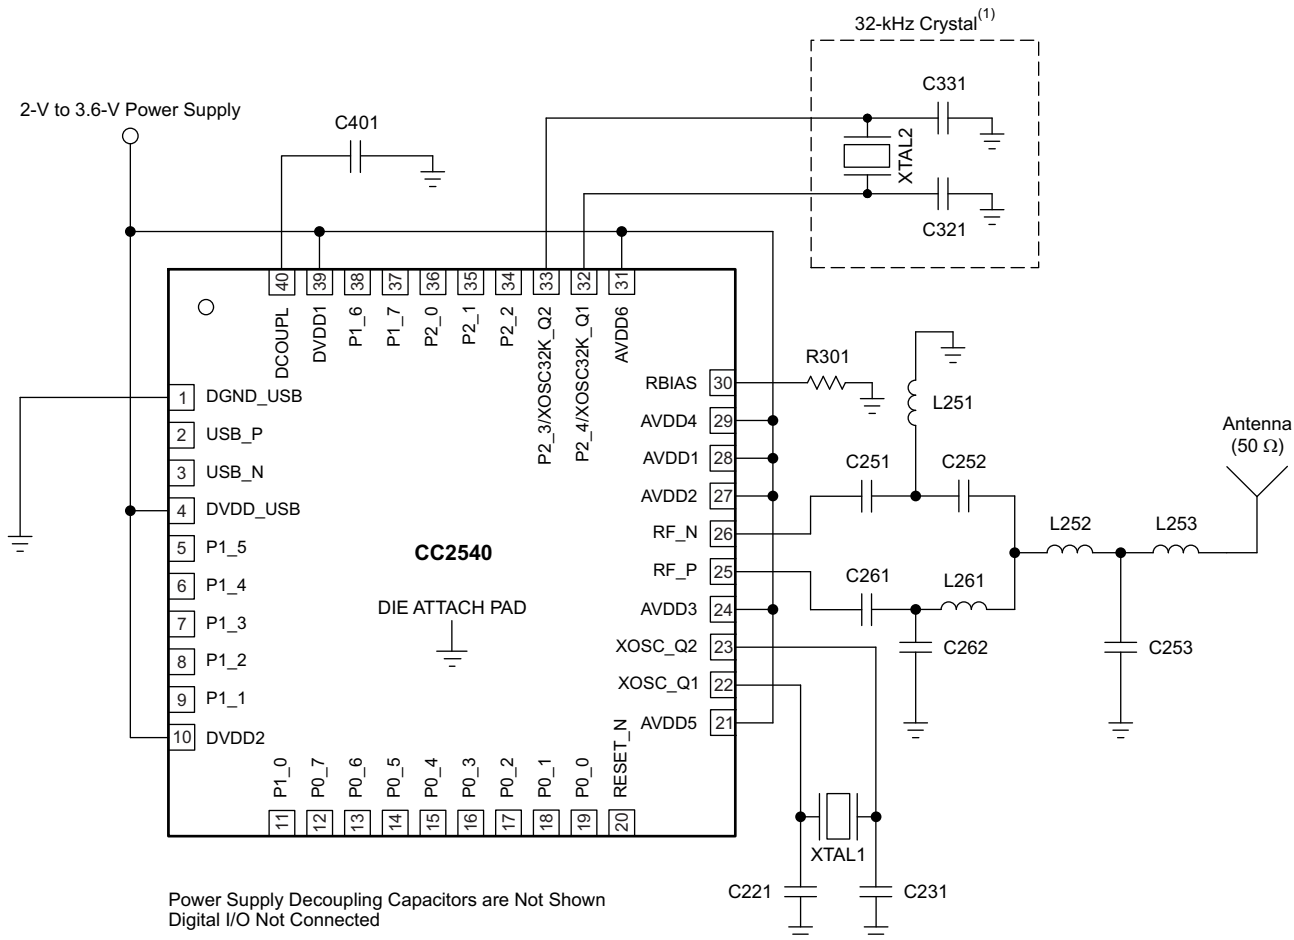 32-kHz Crystal(1)
2-V to 3.6-V Power Supply
C401
C331
XTAL2
C321
40
39
38
37
36
35
34
33
32
31
DCOUPL
DVDD1
P1_6
P1_7
P2_0
P2_1
P2_2
P2_3/XOSC32K_Q2
P2_4/XOSC32K_Q1
AVDD6
1 DGND_USB
2 USB_P
3 USB_N
4 DVDD_USB
5 P1_5
6 P1_4
7 P1_3
8 P1_2
9 P1_1
10 DVDD2
CC2540
DIE ATTACH PAD
RBIAS 30
AVDD4 29
AVDD1 28
AVDD2 27
RF_N 26
RF_P 25
AVDD3 24
XOSC_Q2 23
XOSC_Q1 22
AVDD5 21
R301
L251
C251
C252
C261
L261
C262
L252
L253
C253
Antenna
(50 Ω)
P1_0
P0_7
P0_6
P0_5
P0_4
P0_3
P0_2
P0_1
P0_0
RESET_N
11
12
13
14
15
16
17
18
19
20
XTAL1
C221
C231
Power Supply Decoupling Capacitors are Not Shown
Digital I/O Not Connected